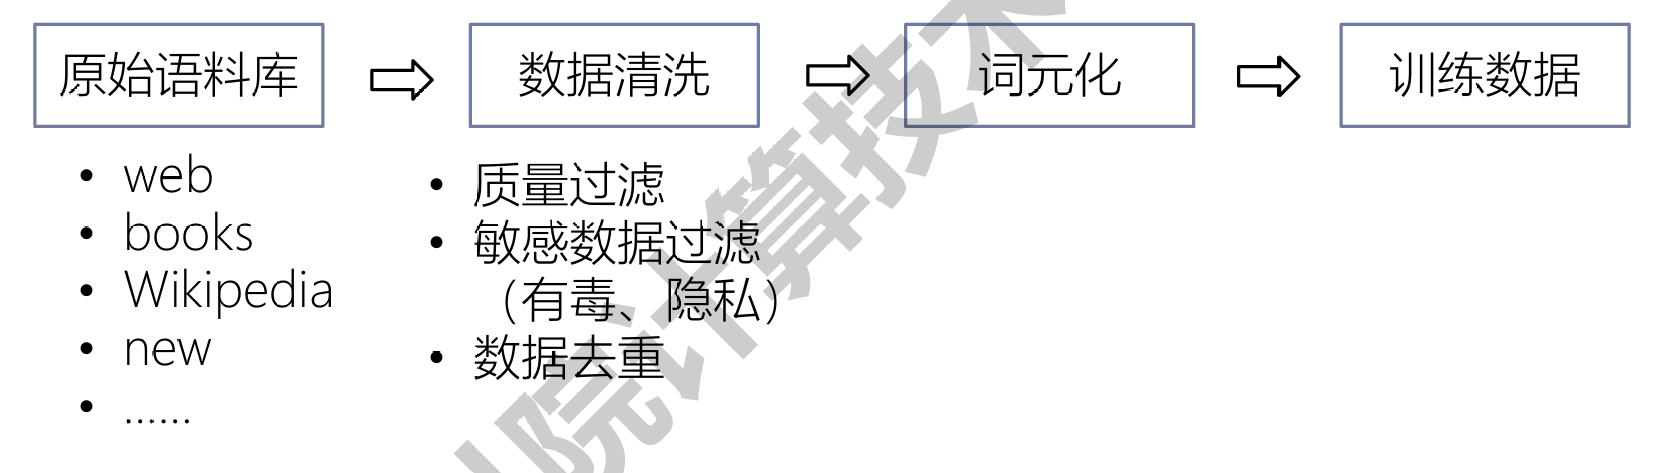 原始语料库
数据清洗
词元化
训练数据
• web
• books
• Wikipedia
• new
• ......
• 质量过滤
• 敏感数据过滤
（有毒、隐私）
• 数据去重
院计算技术